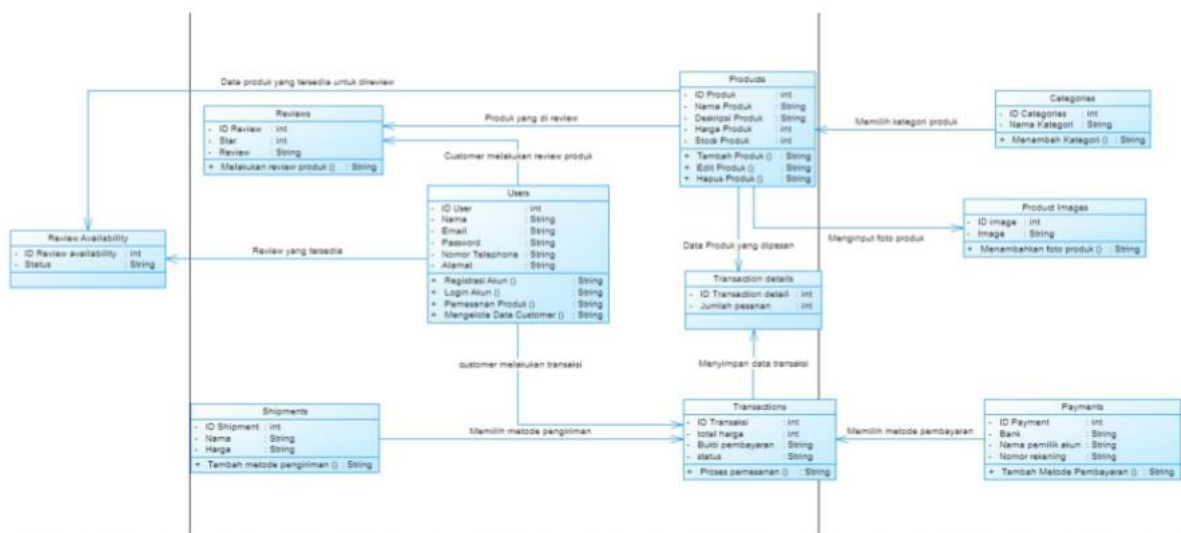 Data produk yang tersedia untuk direview
Products
- ID Produk : int
- Nama Produk : String
- Deskripsi Produk : String
- Harga Produk : int
- Stock Produk : int
+ Tambah Produk () : String
+ Edit Produk () : String
+ Hapus Produk () : String
Categories
- ID Categories : int
- Nama Kategori : String
+ Menambah Kategori () : String
Memilih kategori produk
Reviews
- ID Review : int
- Star : int
- Review : String
+ Melakukan review produk () : String
Produk yang di review
Customer melakukan review produk
Users
- ID User : int
- Nama : String
- Email : String
- Password : String
- Nomor Telephone : String
- Alamat : String
+ Registrasi Akun () : String
+ Login Akun () : String
+ Pemesanan Produk () : String
+ Mengelola Data Customer () : String
Product Images
- ID image : int
- Image : String
+ Menambahkan foto produk () : String
Review Availability
- ID Review availability : int
- Status : String
Review yang tersedia
Data Produk yang dipesan
Menginput foto produk
Transaction details
- ID Transaction detail : int
- Jumlah pesanan : int
customer melakukan transaksi
Menyimpan data transaksi
Shipments
- ID Shipment : int
- Nama : String
- Harga : String
+ Tambah metode pengiriman () : String
Memilih metode pengiriman
Transactions
- ID Transaksi : int
- total harga : int
- Bukti pembayaran : String
- status : String
+ Proses pemesanan () : String
Memilih metode pembayaran
Payments
- ID Payment : int
- Bank : String
- Nama pemilik akun : String
- Nomor rekening : String
+ Tambah Metode Pembayaran () : String